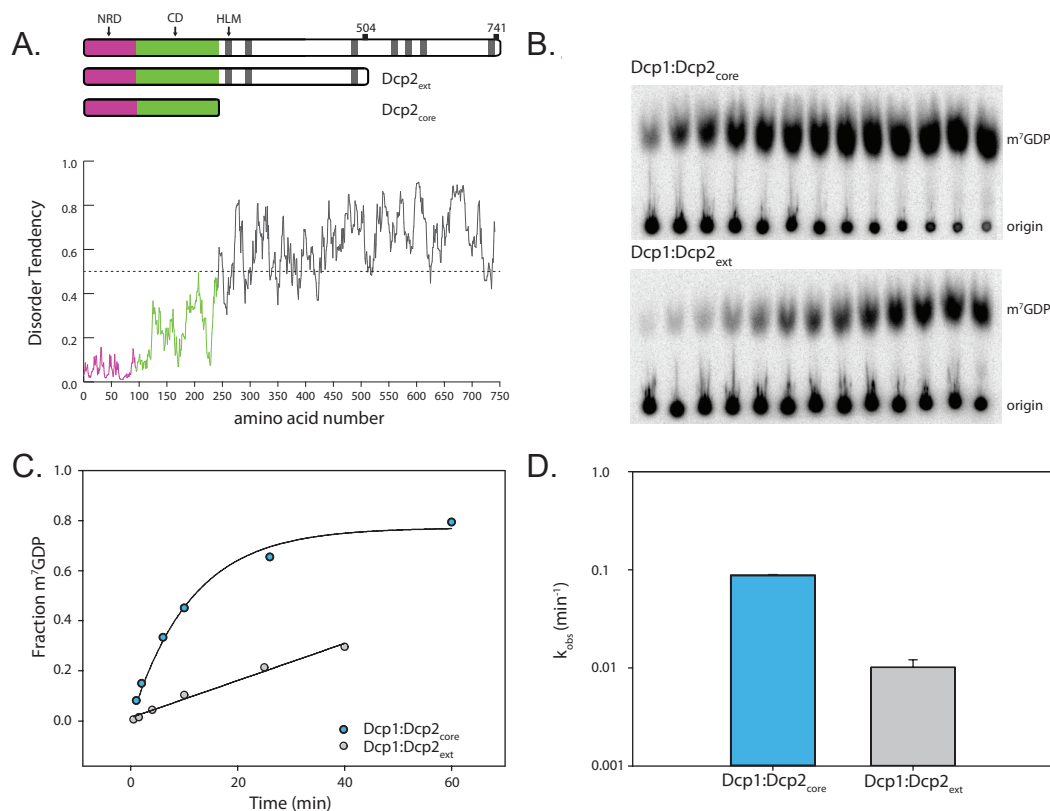 A.
NRD CD HLM 504 741
Dcp2ext
Dcp2core
1.0
0.8
0.6
0.4
0.2
0.0
Disorder Tendency
0 50 100 150 200 250 300 350 400 450 500 550 600 650 700 750
amino acid number
B.
Dcp1:Dcp2core
m⁷GDP
origin
Dcp1:Dcp2ext
m⁷GDP
origin
C.
1.0
0.8
0.6
0.4
0.2
0.0
Fraction m⁷GDP
Dcp1:Dcp2core
Dcp1:Dcp2ext
0 20 40 60
Time (min)
D.
1.0
0.1
0.01
0.001
kobs (min⁻¹)
Dcp1:Dcp2core Dcp1:Dcp2ext